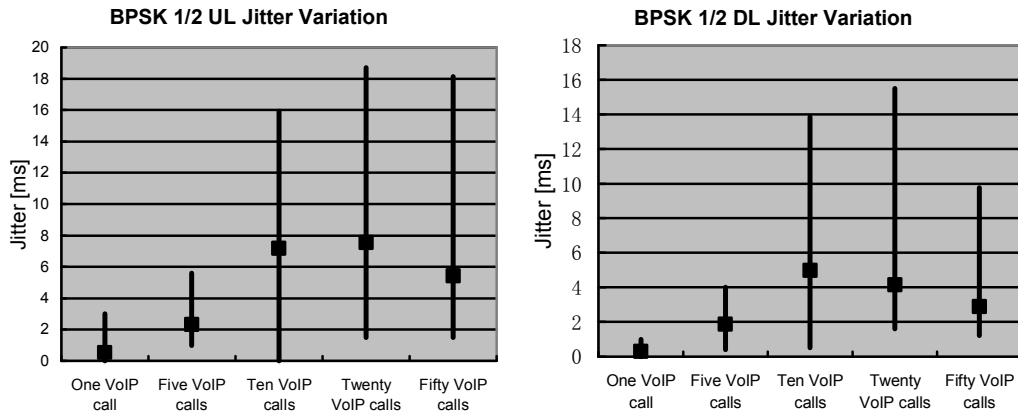 BPSK 1/2 UL Jitter Variation
Jitter [ms]
20
18
16
14
12
10
8
6
4
2
0
One VoIP call
Five VoIP calls
Ten VoIP calls
Twenty VoIP calls
Fifty VoIP calls
BPSK 1/2 DL Jitter Variation
Jitter [ms]
18
16
14
12
10
8
6
4
2
0
One VoIP call
Five VoIP calls
Ten VoIP calls
Twenty VoIP calls
Fifty VoIP calls